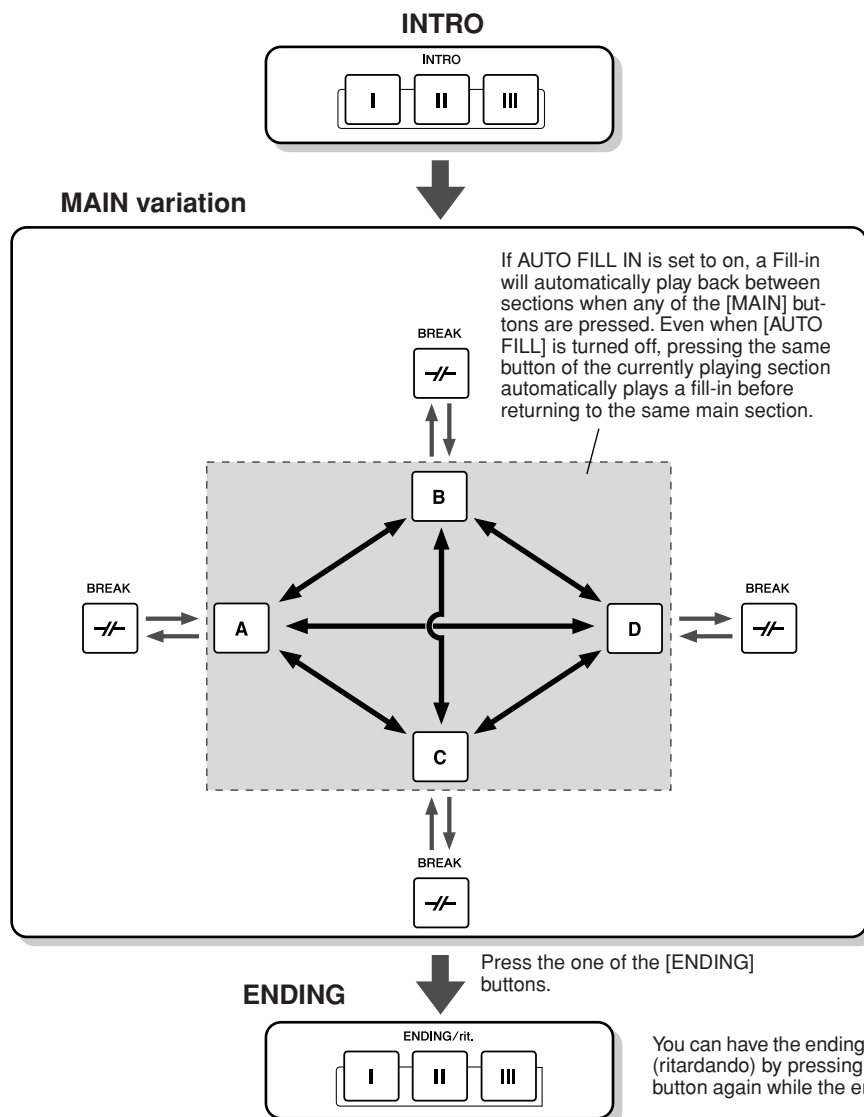 INTRO
INTRO
I II III
MAIN variation
If AUTO FILL IN is set to on, a Fill-in
will automatically play back between
sections when any of the [MAIN] but-
tons are pressed. Even when [AUTO
FILL] is turned off, pressing the same
button of the currently playing section
automatically plays a fill-in before
returning to the same main section.
BREAK
B
BREAK
A
D
BREAK
C
BREAK
Press the one of the [ENDING]
buttons.
ENDING
ENDING/rit.
I II III
You can have the ending
(ritardando) by pressing
button again while the